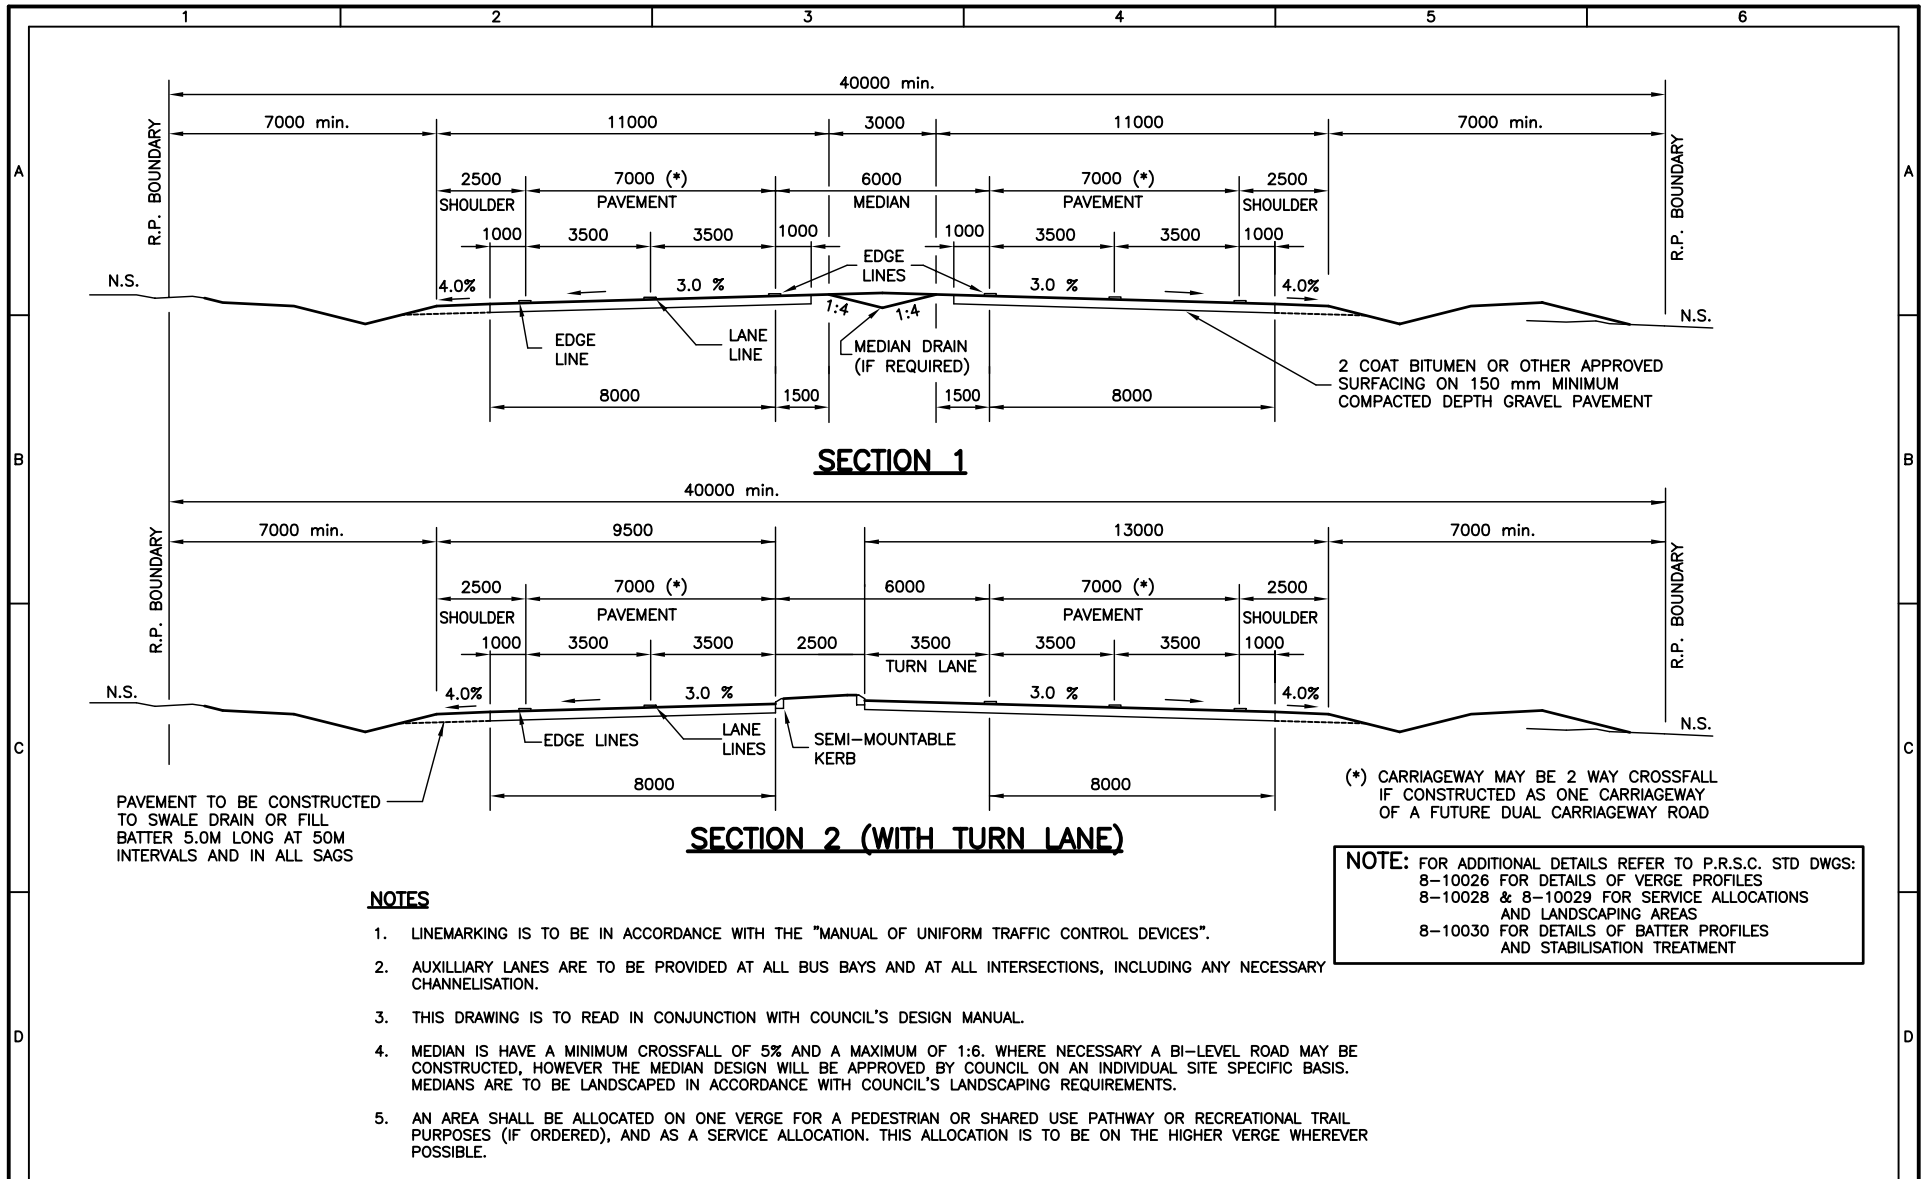 1 2 3 4 5 6
40000 min.
7000 min. 11000 3000 11000 7000 min.
R.P. BOUNDARY
R.P. BOUNDARY
A A
2500 7000 (*) 6000 7000 (*) 2500
SHOULDER PAVEMENT MEDIAN PAVEMENT SHOULDER
1000 3500 3500 1000 1000 3500 3500 1000
EDGE
LINES
N.S. 4.0% 3.0 % 3.0 % 4.0%
1:4 1:4 N.S.
EDGE
LINE
LANE
LINE
MEDIAN DRAIN
(IF REQUIRED)
2 COAT BITUMEN OR OTHER APPROVED
SURFACING ON 150 mm MINIMUM
COMPACTED DEPTH GRAVEL PAVEMENT
8000 1500 1500 8000
B B
SECTION 1
40000 min.
7000 min. 9500 13000 7000 min.
R.P. BOUNDARY
R.P. BOUNDARY
2500 7000 (*) 6000 7000 (*) 2500
SHOULDER PAVEMENT PAVEMENT SHOULDER
1000 3500 3500 2500 3500 3500 3500 1000
TURN LANE
N.S. 4.0% 3.0 % 3.0 % 4.0%
N.S.
EDGE LINES
LANE
LINES
SEMI-MOUNTABLE
KERB
C C
8000 8000
PAVEMENT TO BE CONSTRUCTED
TO SWALE DRAIN OR FILL
BATTER 5.0M LONG AT 50M
INTERVALS AND IN ALL SAGS
(*) CARRIAGEWAY MAY BE 2 WAY CROSSFALL
IF CONSTRUCTED AS ONE CARRIAGEWAY
OF A FUTURE DUAL CARRIAGEWAY ROAD
SECTION 2 (WITH TURN LANE)
NOTE: FOR ADDITIONAL DETAILS REFER TO P.R.S.C. STD DWGS:
8-10026 FOR DETAILS OF VERGE PROFILES
8-10028 & 8-10029 FOR SERVICE ALLOCATIONS
AND LANDSCAPING AREAS
8-10030 FOR DETAILS OF BATTER PROFILES
AND STABILISATION TREATMENT
NOTES
1. LINEMARKING IS TO BE IN ACCORDANCE WITH THE "MANUAL OF UNIFORM TRAFFIC CONTROL DEVICES".
2. AUXILLIARY LANES ARE TO BE PROVIDED AT ALL BUS BAYS AND AT ALL INTERSECTIONS, INCLUDING ANY NECESSARY
CHANNELISATION.
3. THIS DRAWING IS TO READ IN CONJUNCTION WITH COUNCIL'S DESIGN MANUAL.
D D
4. MEDIAN IS HAVE A MINIMUM CROSSFALL OF 5% AND A MAXIMUM OF 1:6. WHERE NECESSARY A BI-LEVEL ROAD MAY BE
CONSTRUCTED, HOWEVER THE MEDIAN DESIGN WILL BE APPROVED BY COUNCIL ON AN INDIVIDUAL SITE SPECIFIC BASIS.
MEDIANS ARE TO BE LANDSCAPED IN ACCORDANCE WITH COUNCIL'S LANDSCAPING REQUIREMENTS.
5. AN AREA SHALL BE ALLOCATED ON ONE VERGE FOR A PEDESTRIAN OR SHARED USE PATHWAY OR RECREATIONAL TRAIL
PURPOSES (IF ORDERED), AND AS A SERVICE ALLOCATION. THIS ALLOCATION IS TO BE ON THE HIGHER VERGE WHEREVER
POSSIBLE.